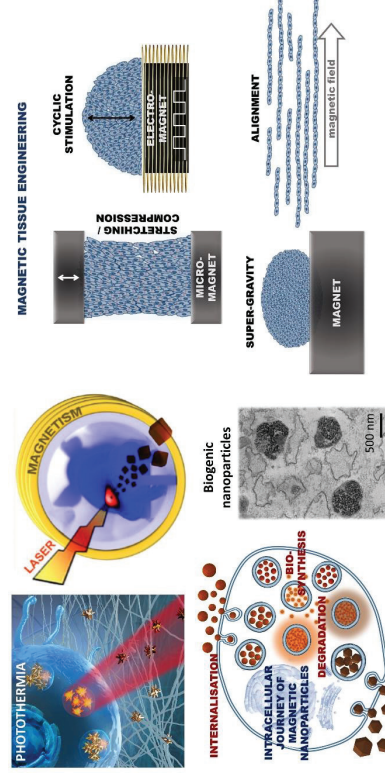 PHOTOTHERMIA
LASER
MAGNETISM
INTERNALISATION
INTRACELLULAR
JOURNEY OF
MAGNETIC
NANOPARTICLES
BIO-
SYNTHESIS
DEGRADATION
Biogenic
nanoparticles
500 nm
MAGNETIC TISSUE ENGINEERING
STRETCHING /
COMPRESSION
MICRO-
MAGNET
CYCLIC
STIMULATION
ELECTRO-
MAGNET
SUPER-GRAVITY
MAGNET
ALIGNMENT
magnetic field